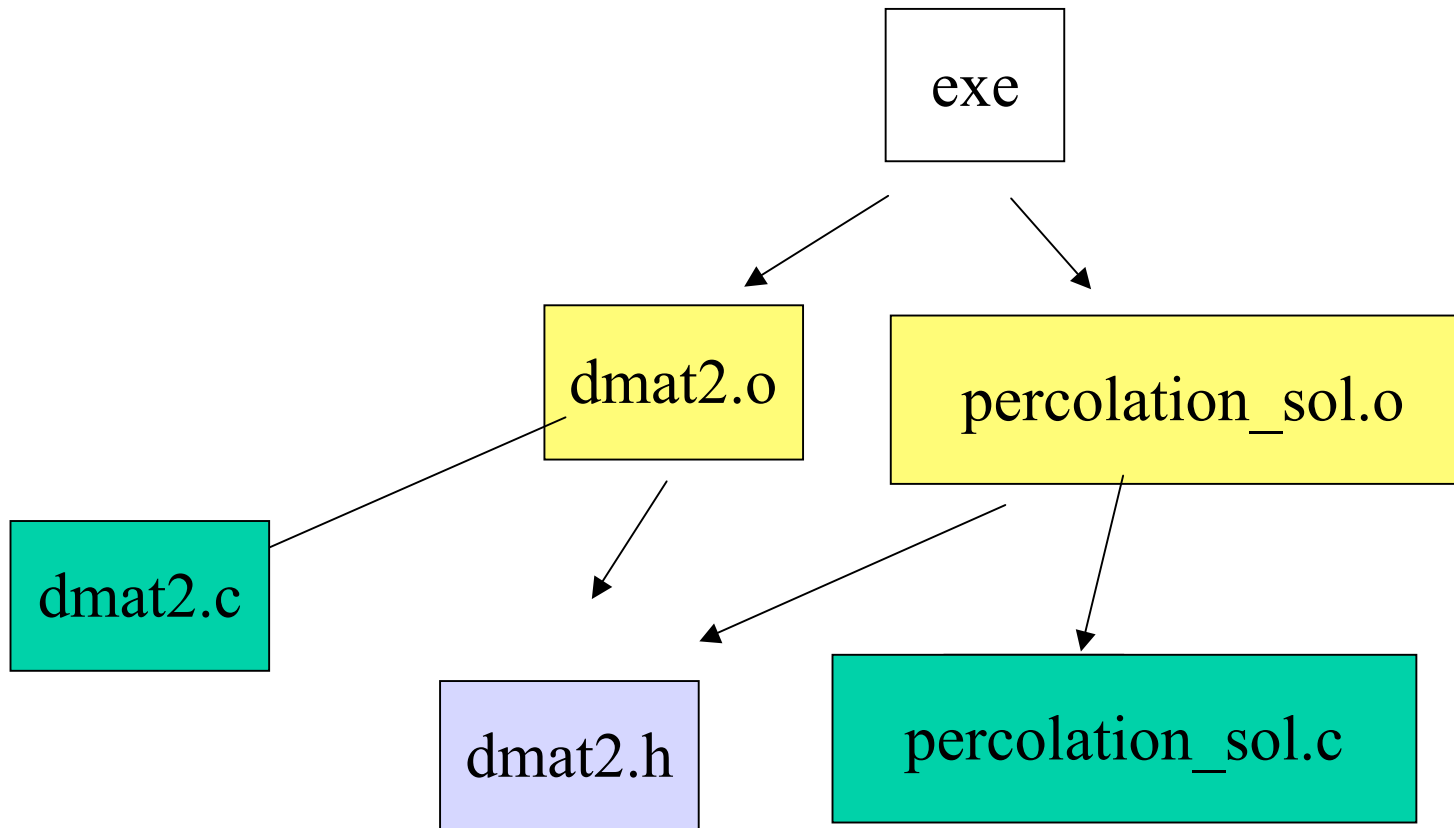 exe
dmat2.o
percolation_sol.o
dmat2.c
dmat2.h
percolation_sol.c